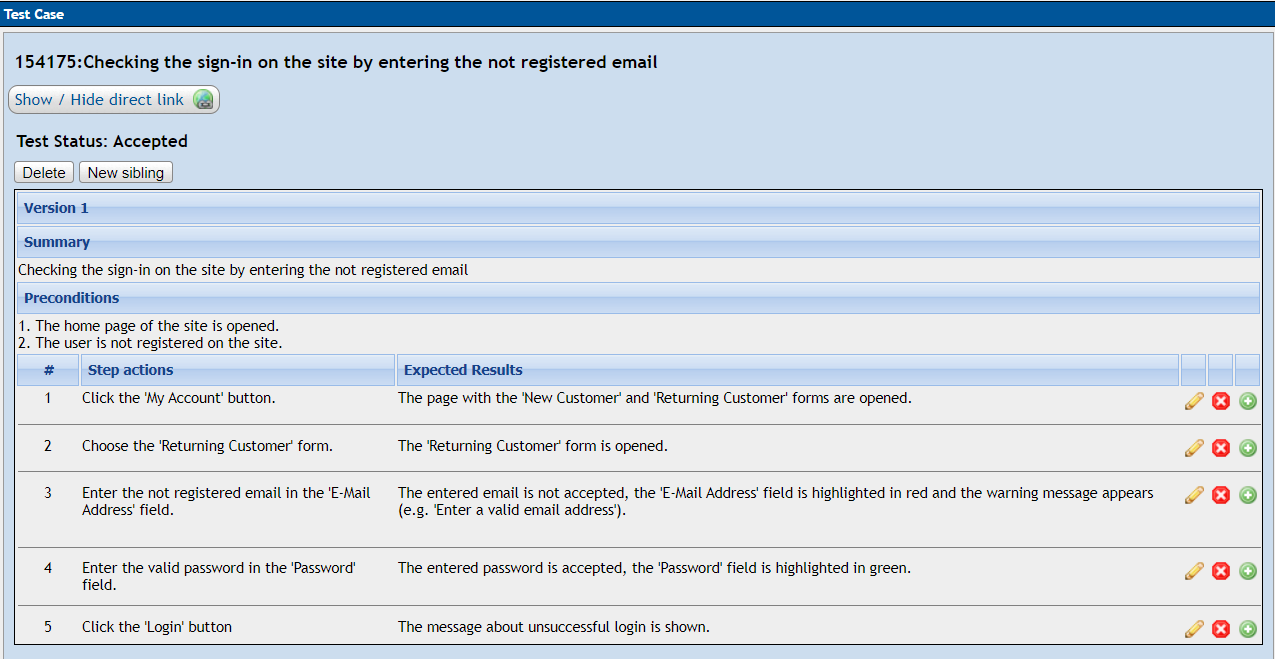 Test Case
154175:Checking the sign-in on the site by entering the not registered email
Show / Hide direct link
Test Status: Accepted
Delete New sibling
Version 1
Summary
Checking the sign-in on the site by entering the not registered email
Preconditions
1. The home page of the site is opened.
2. The user is not registered on the site.
# Step actions Expected Results
1 Click the 'My Account' button. The page with the 'New Customer' and 'Returning Customer' forms are opened.
2 Choose the 'Returning Customer' form. The 'Returning Customer' form is opened.
3 Enter the not registered email in the 'E-Mail The entered email is not accepted, the 'E-Mail Address' field is highlighted in red and the warning message appears
Address' field. (e.g. 'Enter a valid email address').
4 Enter the valid password in the 'Password' The entered password is accepted, the 'Password' field is highlighted in green.
field.
5 Click the 'Login' button The message about unsuccessful login is shown.